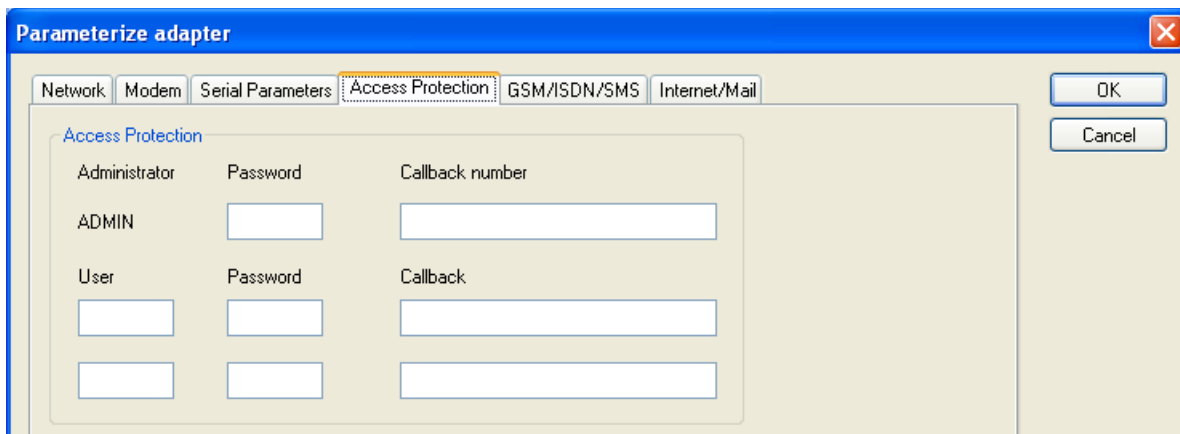 Parameterize adapter
Network Modem Serial Parameters Access Protection GSM/ISDN/SMS Internet/Mail
OK
Cancel
Access Protection
Administrator Password Callback number
ADMIN
User Password Callback